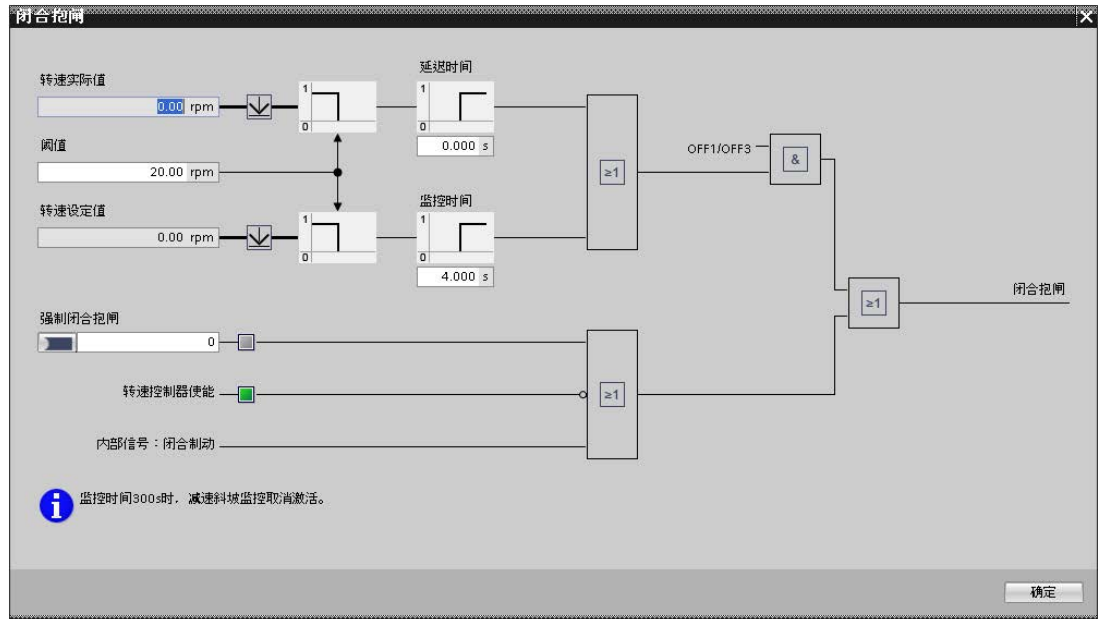 闭合抱闸
转速实际值
0.00 rpm
阈值
20.00 rpm
转速设定值
0.00 rpm
延迟时间
1
0
1
0
0.000 s
监控时间
1
0
1
0
4.000 s
≥1
OFF1/OFF3
&
≥1
闭合抱闸
强制闭合抱闸
0
转速控制器使能
≥1
内部信号：闭合制动
监控时间300s时，减速斜坡监控取消激活。
确定